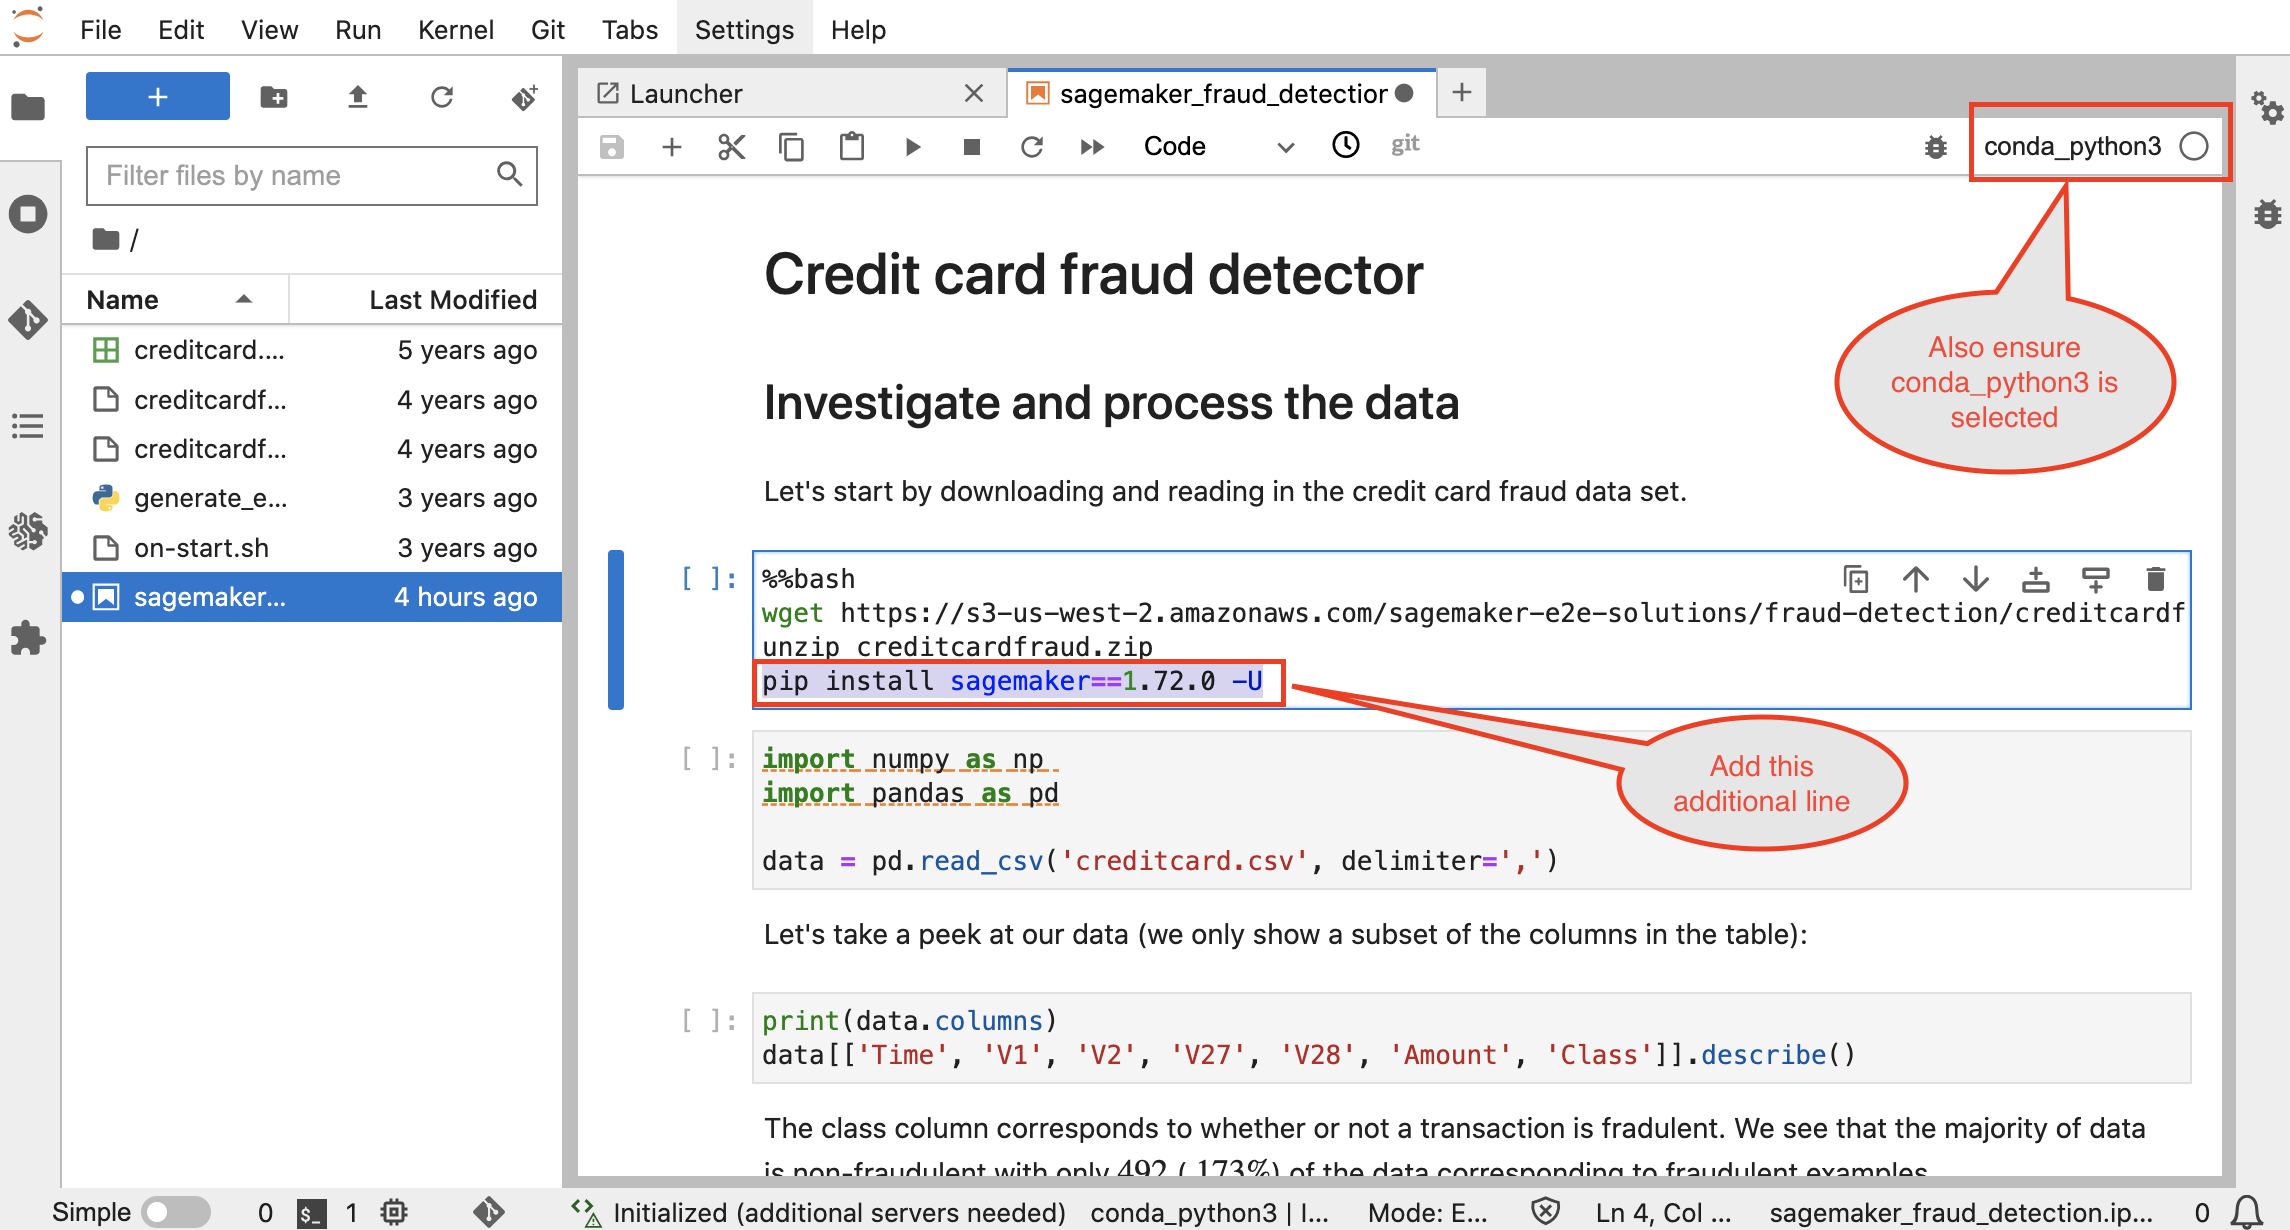 File Edit View Run Kernel Git Tabs Settings Help
Launcher
sagemaker_fraud_detection
Code
git
conda_python3
Filter files by name
/
Name Last Modified
creditcard.... 5 years ago
creditcardf... 4 years ago
creditcardf... 4 years ago
generate_e... 3 years ago
on-start.sh 3 years ago
sagemaker... 4 hours ago
Credit card fraud detector
Also ensure
conda_python3 is
selected
Investigate and process the data
Let's start by downloading and reading in the credit card fraud data set.
[ ]: %%bash
wget https://s3-us-west-2.amazonaws.com/sagemaker-e2e-solutions/fraud-detection/creditcardf
unzip creditcardfraud.zip
pip install sagemaker==1.72.0 -U
Add this
additional line
[ ]: import numpy as np
import pandas as pd
data = pd.read_csv('creditcard.csv', delimiter=',')
Let's take a peek at our data (we only show a subset of the columns in the table):
[ ]: print(data.columns)
data[['Time', 'V1', 'V2', 'V27', 'V28', 'Amount', 'Class']].describe()
The class column corresponds to whether or not a transaction is fradulent. We see that the majority of data
is non-fraudulent with only 492 (.173%) of the data corresponding to fraudulent examples
Simple 0 $_ 1 Initialized (additional servers needed) conda_python3 | I... Mode: E... Ln 4, Col ... sagemaker_fraud_detection.ip... 0